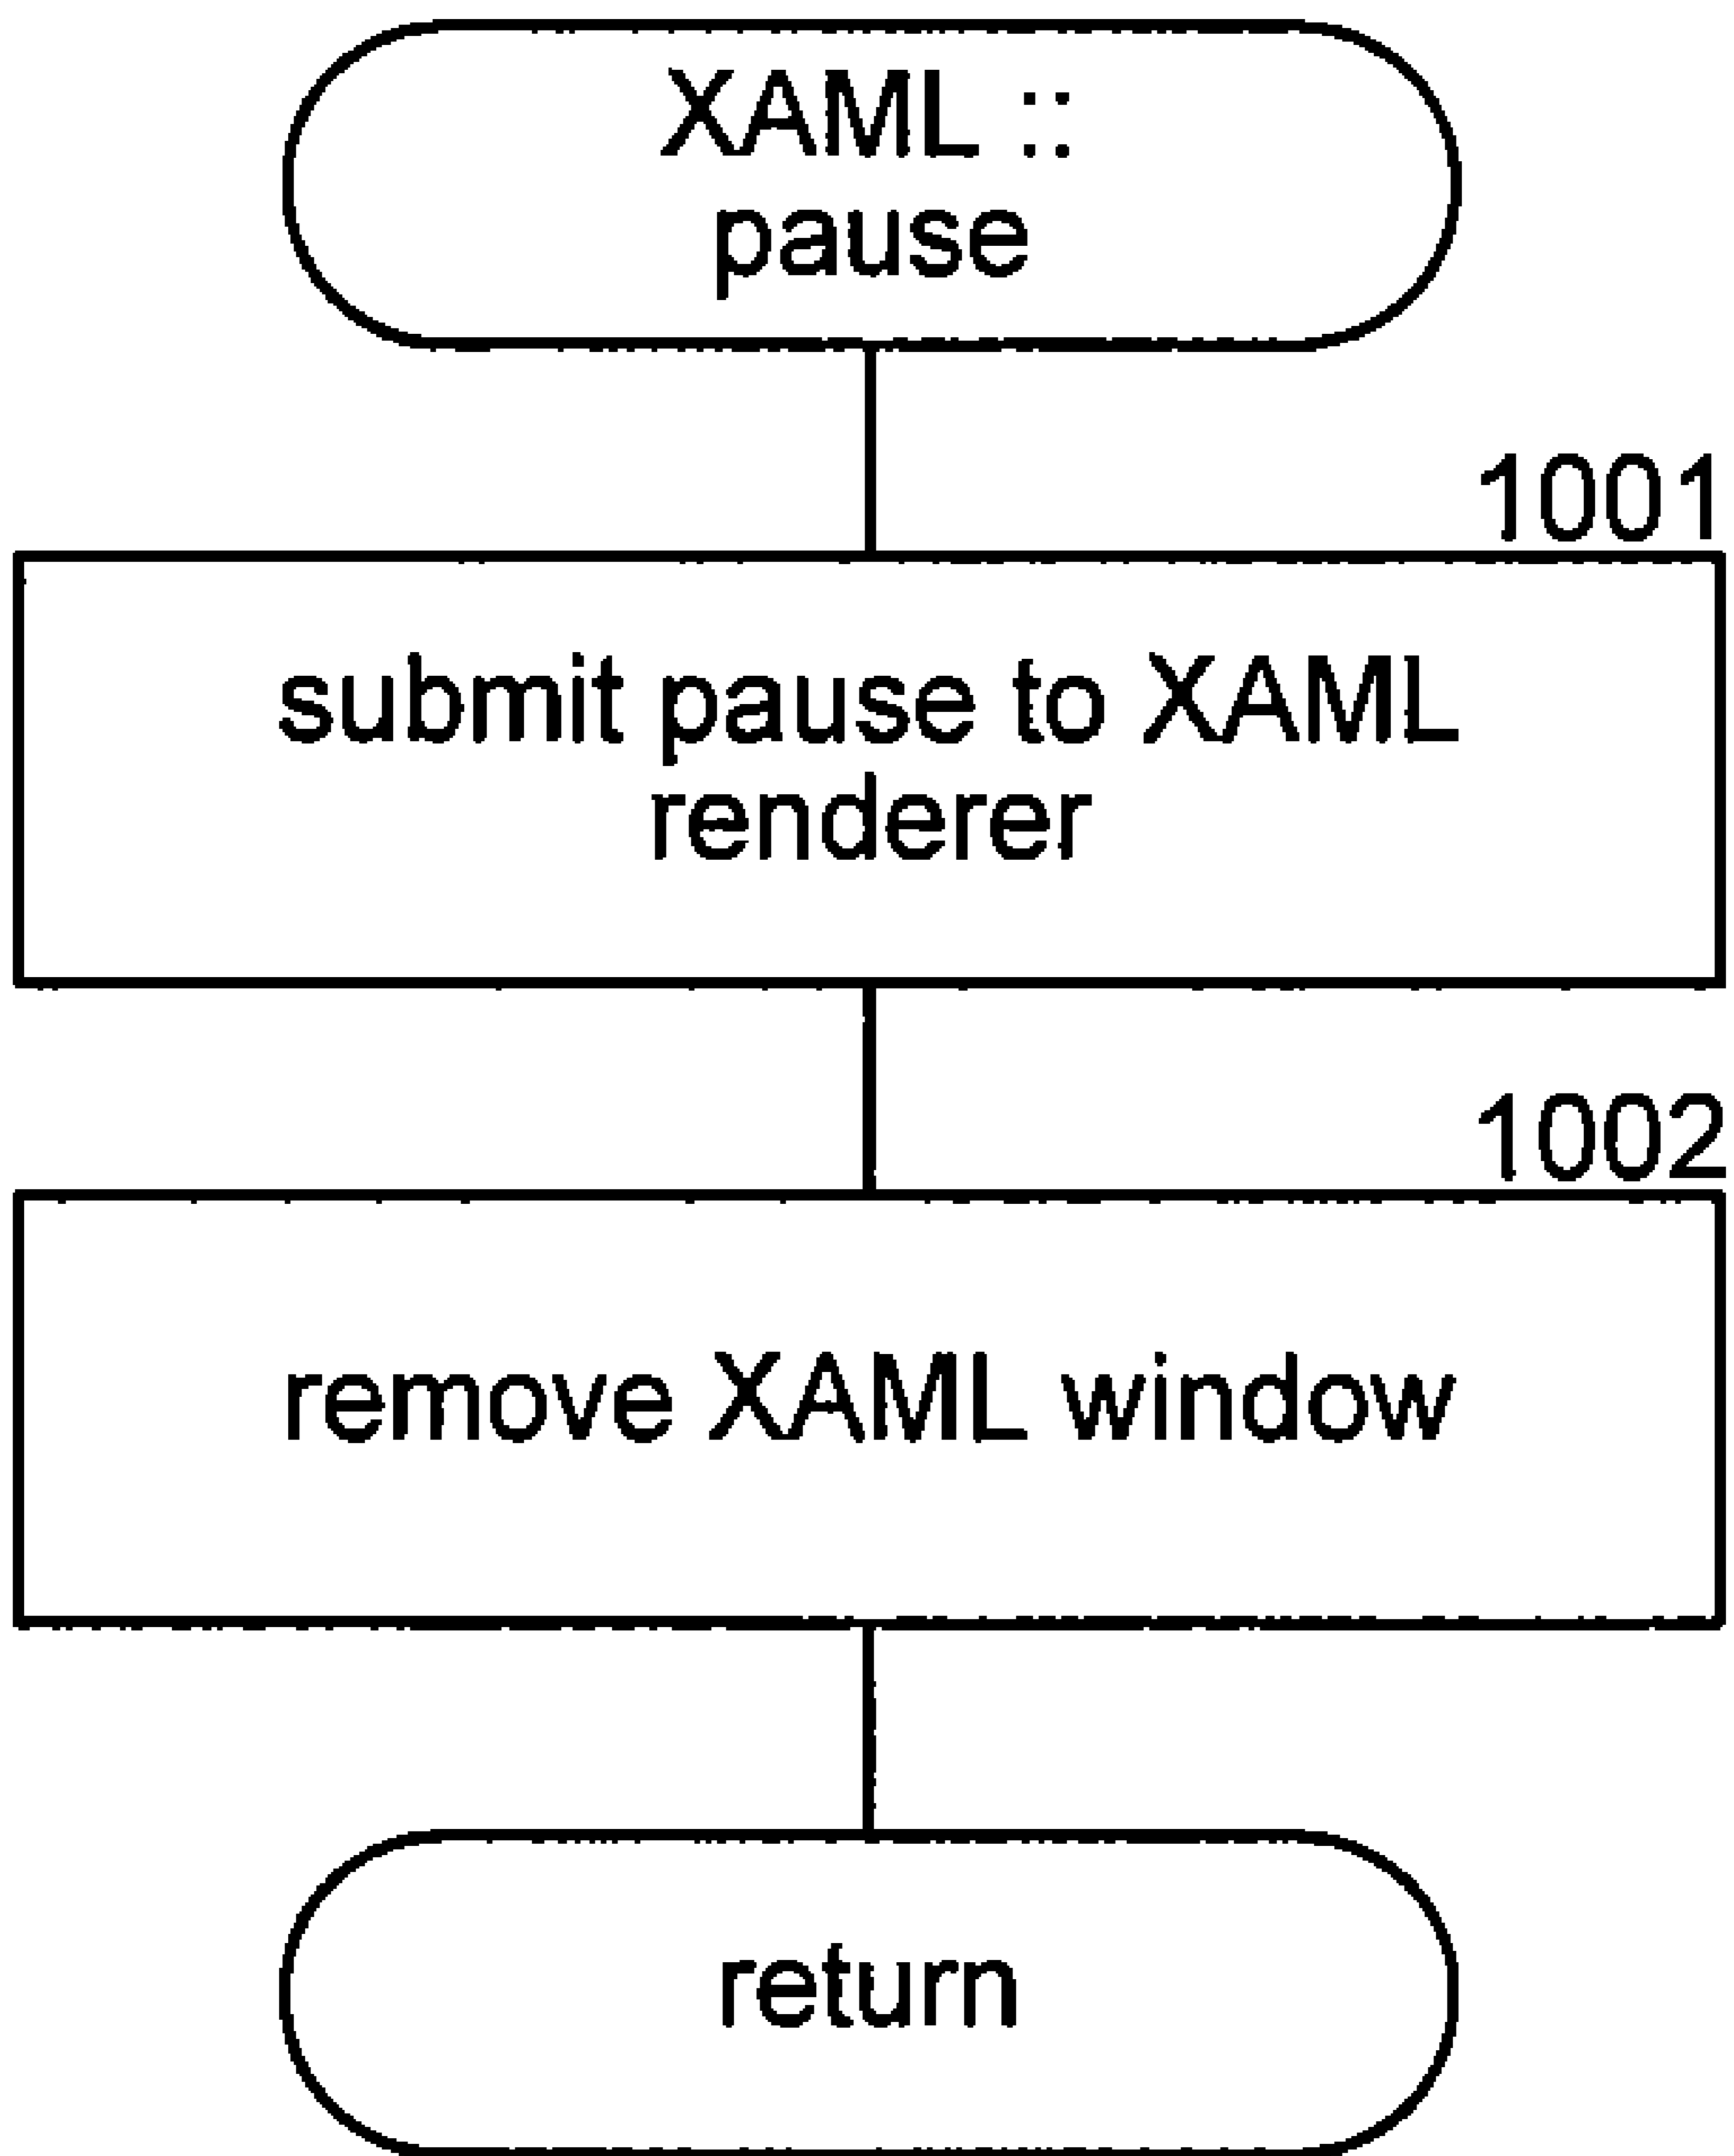 XAML ::
pause
1001
submit pause to XAML
renderer
1002
remove XAML window
return